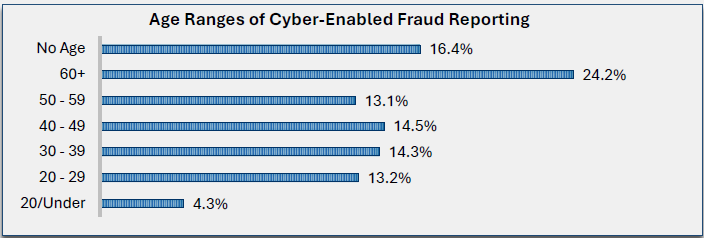 Age Ranges of Cyber-Enabled Fraud Reporting
No Age 16.4%
60+ 24.2%
50 - 59 13.1%
40 - 49 14.5%
30 - 39 14.3%
20 - 29 13.2%
20/Under 4.3%